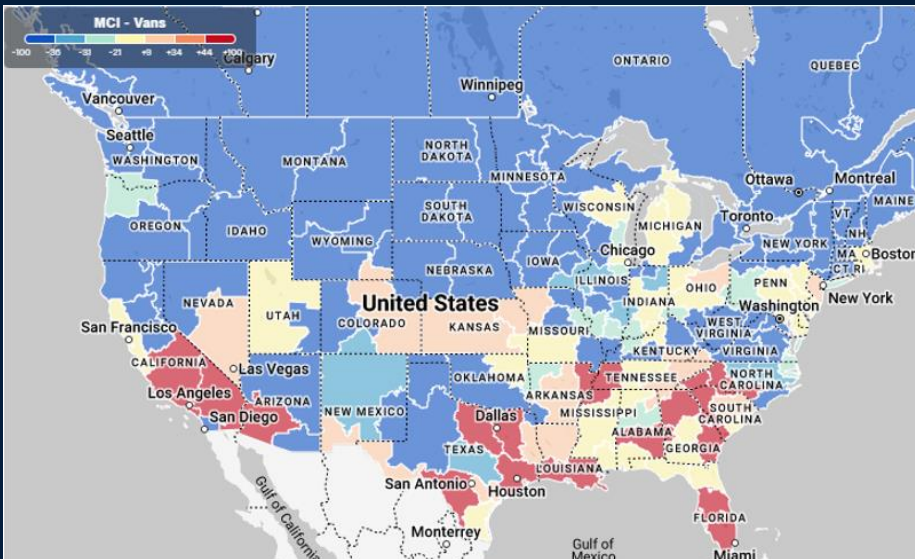 MCI - Vans
-100 -35 -33 -21 +9 +34 +44 +100
Calgary
ONTARIO
QUEBEC
Winnipeg
Vancouver
Seattle
WASHINGTON
MONTANA
NORTH
DAKOTA
MINNESOTA
Ottawa
Montreal
MAINE
OREGON
IDAHO
SOUTH
DAKOTA
WISCONSIN
MICHIGAN
Toronto
VT
NH
WYOMING
NEW YORK
MA
CT RI
Boston
NEBRASKA
IOWA
Chicago
ILLINOIS
INDIANA
OHIO
PENN
New York
NEVADA
UTAH
COLORADO
United States
KANSAS
MISSOURI
WEST
VIRGINIA
Washington
San Francisco
CALIFORNIA
Las Vegas
KENTUCKY
VIRGINIA
Los Angeles
ARIZONA
NEW MEXICO
OKLAHOMA
ARKANSAS
TENNESSEE
NORTH
CAROLINA
San Diego
Dallas
MISSISSIPPI
ALABAMA
SOUTH
CAROLINA
GEORGIA
TEXAS
LOUISIANA
San Antonio
Houston
Gulf of California
Monterrey
Gulf of
Mexico
FLORIDA
Miami